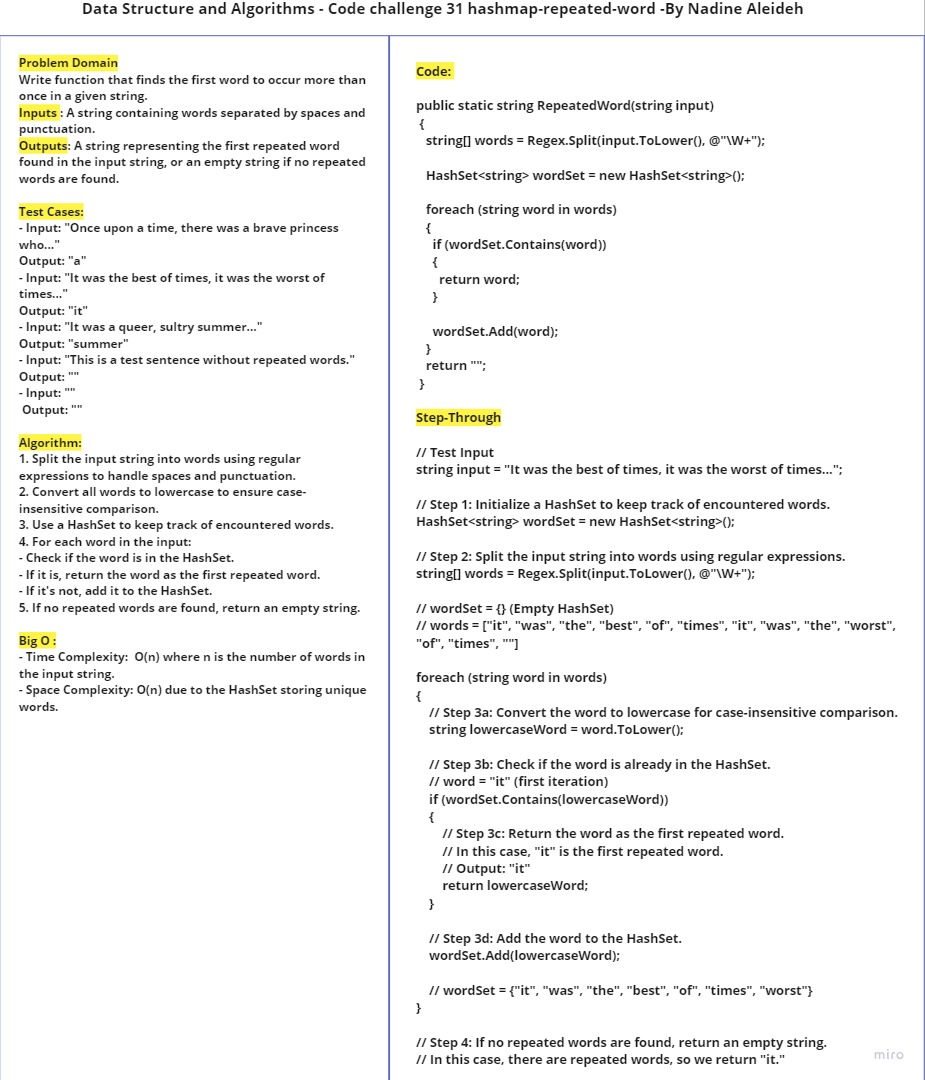 Data Structure and Algorithms - Code challenge 31 hashmap-repeated-word -By Nadine Aleideh
Problem Domain
Write function that finds the first word to occur more than
once in a given string.
Inputs : A string containing words separated by spaces and
punctuation.
Outputs: A string representing the first repeated word
found in the input string, or an empty string if no repeated
words are found.
Test Cases:
- Input: "Once upon a time, there was a brave princess
who..."
Output: "a"
- Input: "It was the best of times, it was the worst of
times..."
Output: "it"
- Input: "It was a queer, sultry summer..."
Output: "summer"
- Input: "This is a test sentence without repeated words."
Output: ""
- Input: ""
Output: ""
Algorithm:
1. Split the input string into words using regular
expressions to handle spaces and punctuation.
2. Convert all words to lowercase to ensure case-
insensitive comparison.
3. Use a HashSet to keep track of encountered words.
4. For each word in the input:
- Check if the word is in the HashSet.
- If it is, return the word as the first repeated word.
- If it's not, add it to the HashSet.
5. If no repeated words are found, return an empty string.
Big O :
- Time Complexity:  O(n) where n is the number of words in
the input string.
- Space Complexity: O(n) due to the HashSet storing unique
words.
Code:
public static string RepeatedWord(string input)
{
string[] words = Regex.Split(input.ToLower(), @"\W+");
HashSet<string> wordSet = new HashSet<string>();
foreach (string word in words)
{
if (wordSet.Contains(word))
{
return word;
}
wordSet.Add(word);
}
return "";
}
Step-Through
// Test Input
string input = "It was the best of times, it was the worst of times...";
// Step 1: Initialize a HashSet to keep track of encountered words.
HashSet<string> wordSet = new HashSet<string>();
// Step 2: Split the input string into words using regular expressions.
string[] words = Regex.Split(input.ToLower(), @"\W+");
// wordSet = {} (Empty HashSet)
// words = ["it", "was", "the", "best", "of", "times", "it", "was", "the", "worst",
"of", "times", ""]
foreach (string word in words)
{
// Step 3a: Convert the word to lowercase for case-insensitive comparison.
string lowercaseWord = word.ToLower();
// Step 3b: Check if the word is already in the HashSet.
// word = "it" (first iteration)
if (wordSet.Contains(lowercaseWord))
{
// Step 3c: Return the word as the first repeated word.
// In this case, "it" is the first repeated word.
// Output: "it"
return lowercaseWord;
}
// Step 3d: Add the word to the HashSet.
wordSet.Add(lowercaseWord);
// wordSet = {"it", "was", "the", "best", "of", "times", "worst"}
}
// Step 4: If no repeated words are found, return an empty string.
// In this case, there are repeated words, so we return "it."
miro